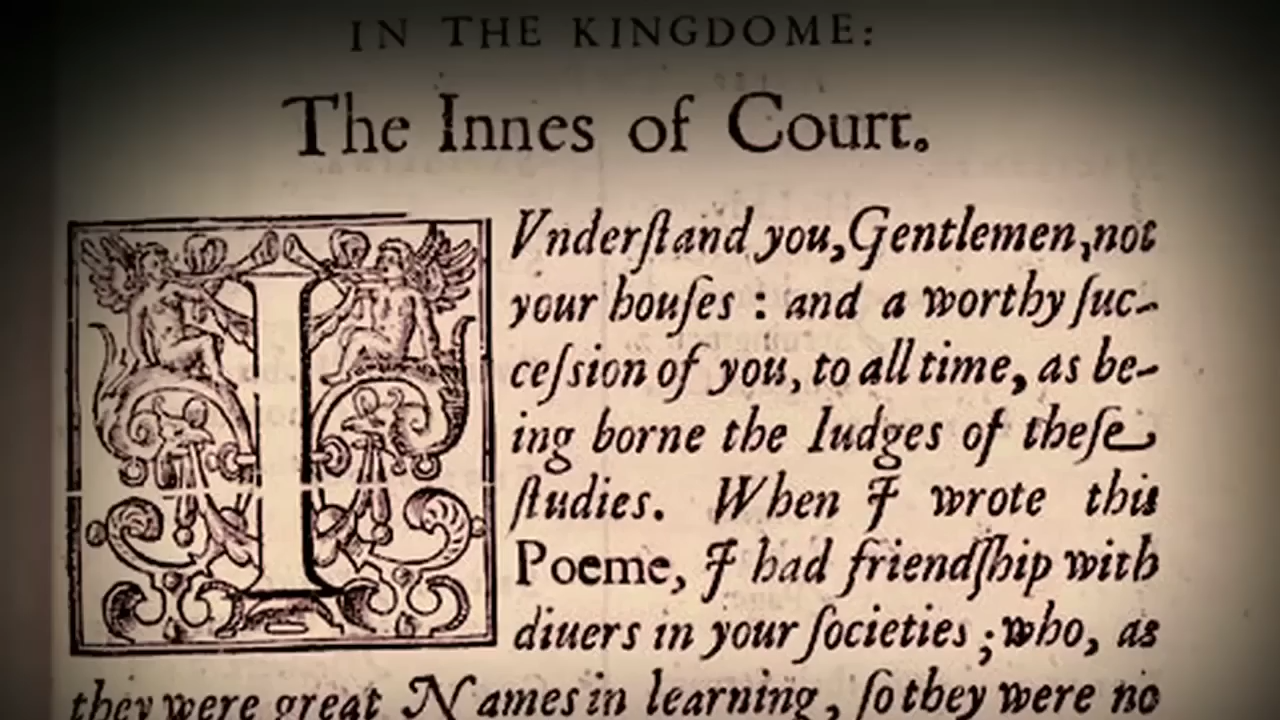 IN THE KINGDOME:
The Innes of Court.
I Vnderſtand you, Gentlemen, not
your houſes : and a worthy ſuc-
ceſsion of you, to all time, as be-
ing borne the Iudges of theſe
ſtudies. When I wrote this
Poeme, I had friendſhip with
diuers in your ſocieties ; who, as
they were great Names in learning, ſo they were no